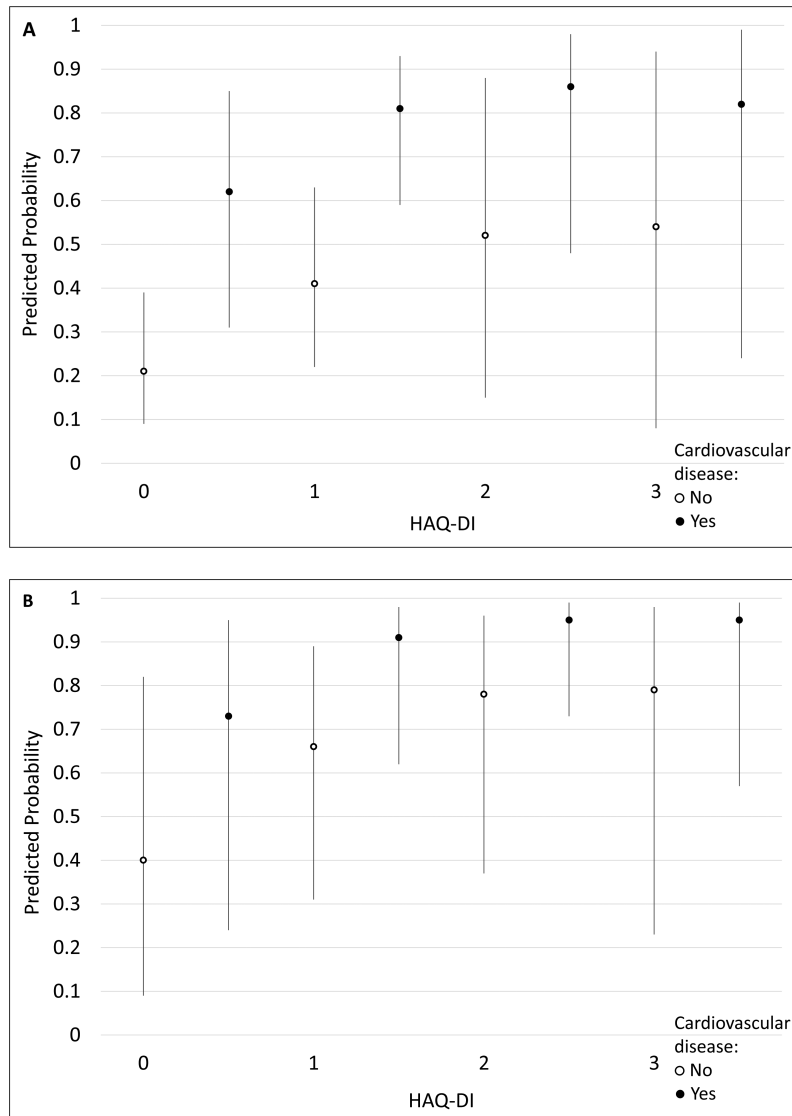 A
1
0.9
0.8
0.7
0.6
0.5
0.4
0.3
0.2
0.1
0
Predicted Probability
0 1 2 3
HAQ-DI
Cardiovascular
disease:
No
Yes
B
1
0.9
0.8
0.7
0.6
0.5
0.4
0.3
0.2
0.1
0
Predicted Probability
0 1 2 3
HAQ-DI
Cardiovascular
disease:
No
Yes